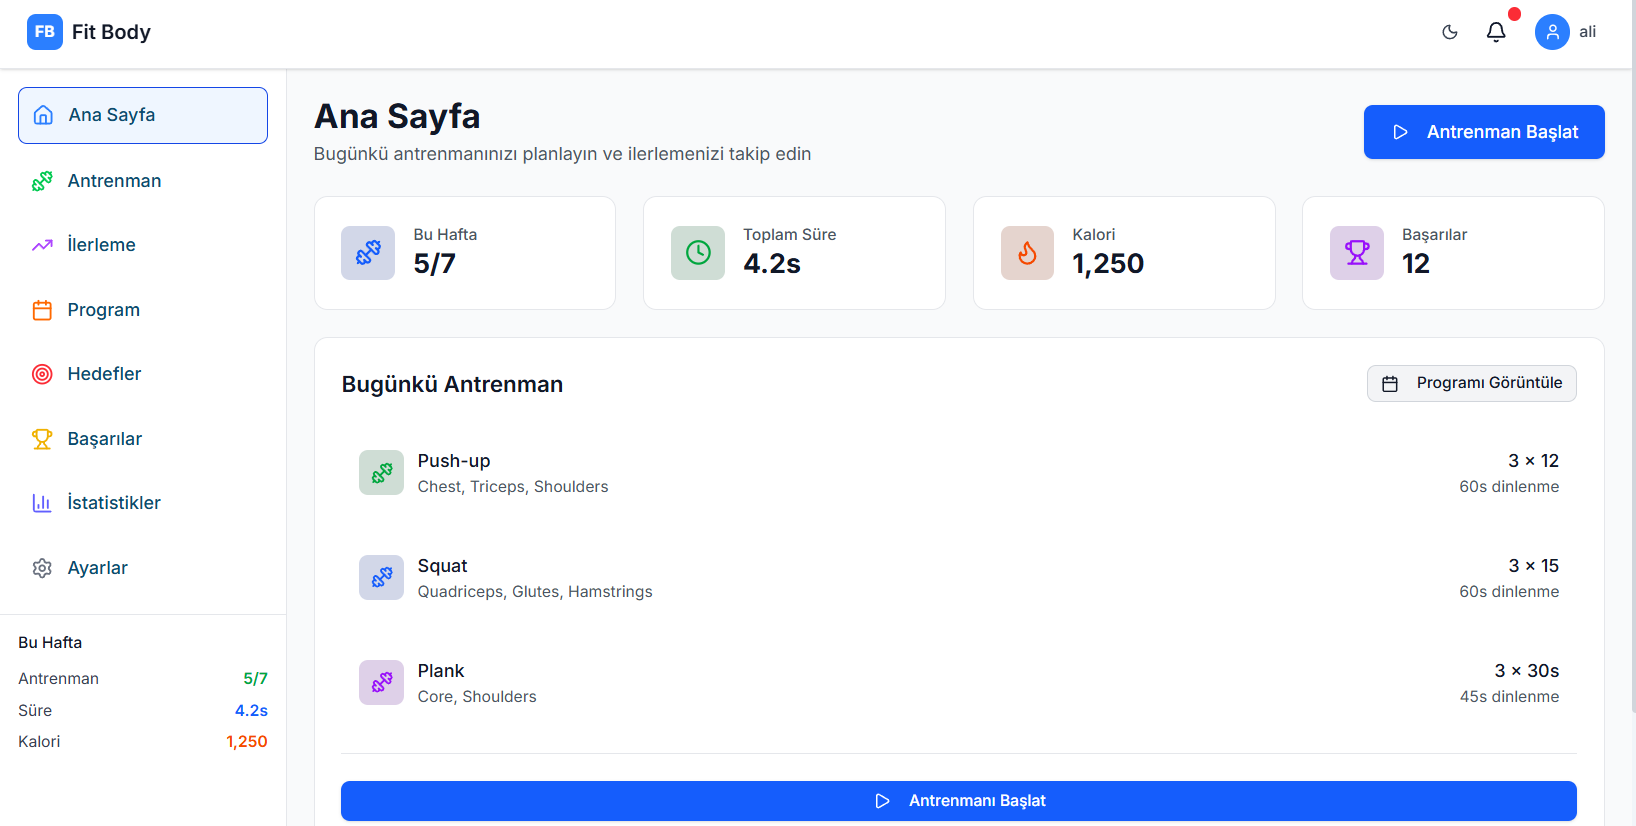 FB Fit Body
ali
Ana Sayfa
Antrenman
İlerleme
Program
Hedefler
Başarılar
İstatistikler
Ayarlar
Bu Hafta
Antrenman 5/7
Süre 4.2s
Kalori 1,250
Ana Sayfa
Bugünkü antrenmanınızı planlayın ve ilerlemenizi takip edin
Antrenman Başlat
Bu Hafta
5/7
Toplam Süre
4.2s
Kalori
1,250
Başarılar
12
Bugünkü Antrenman
Programı Görüntüle
Push-up 3 × 12
Chest, Triceps, Shoulders 60s dinlenme
Squat 3 × 15
Quadriceps, Glutes, Hamstrings 60s dinlenme
Plank 3 × 30s
Core, Shoulders 45s dinlenme
Antrenmanı Başlat